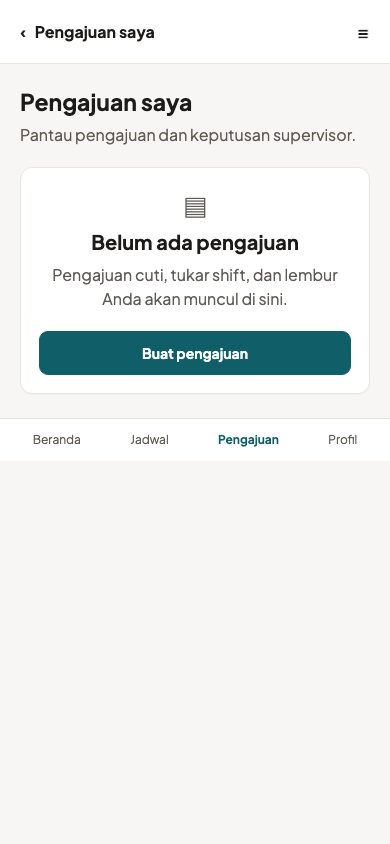 ‹ Pengajuan saya ≡
Pengajuan saya
Pantau pengajuan dan keputusan supervisor.
▤
Belum ada pengajuan
Pengajuan cuti, tukar shift, dan lembur
Anda akan muncul di sini.
Buat pengajuan
Beranda Jadwal Pengajuan Profil